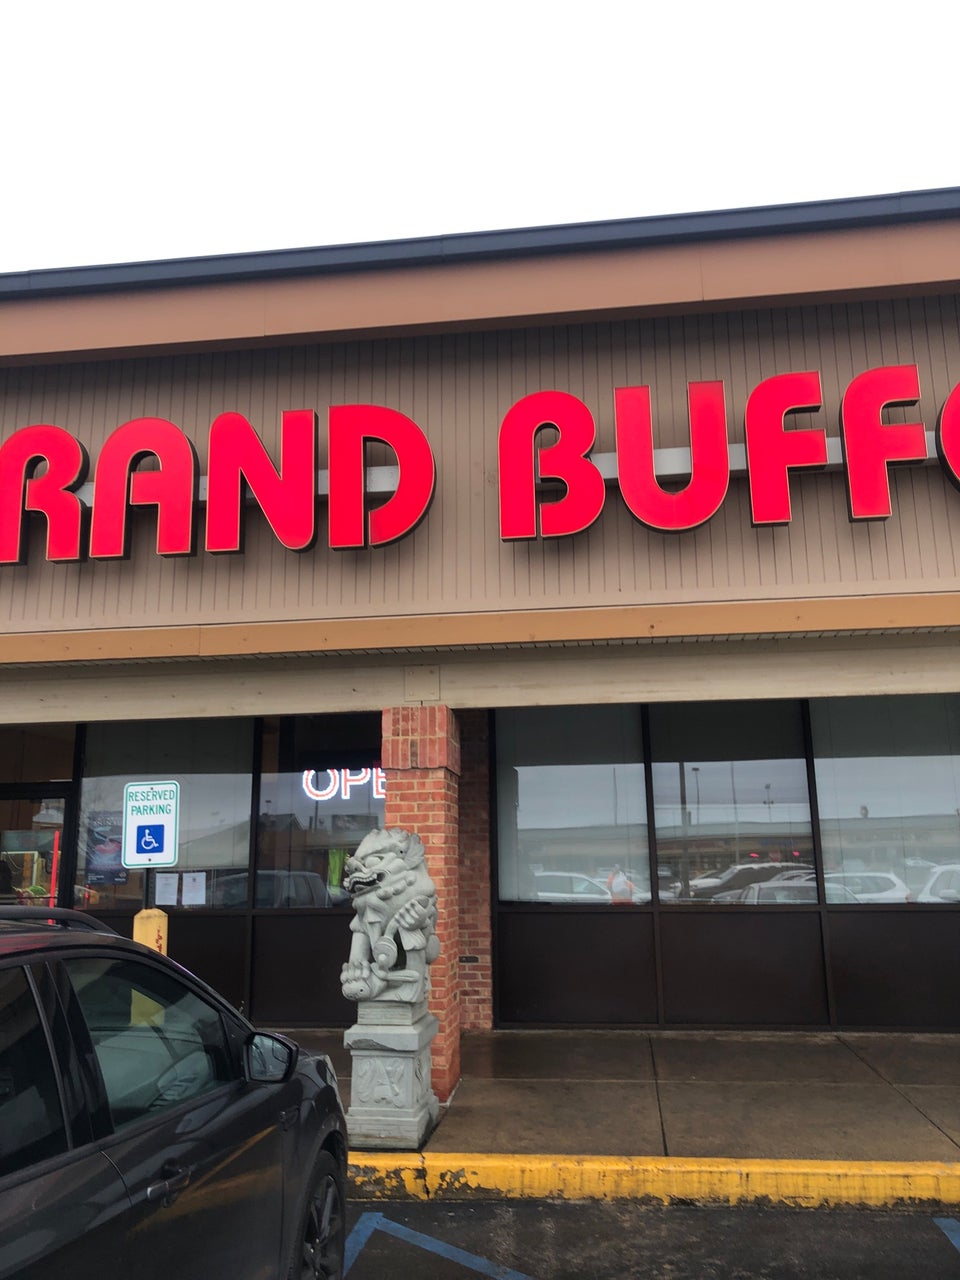 RAND BUFF
OPE
RESERVED
PARKING